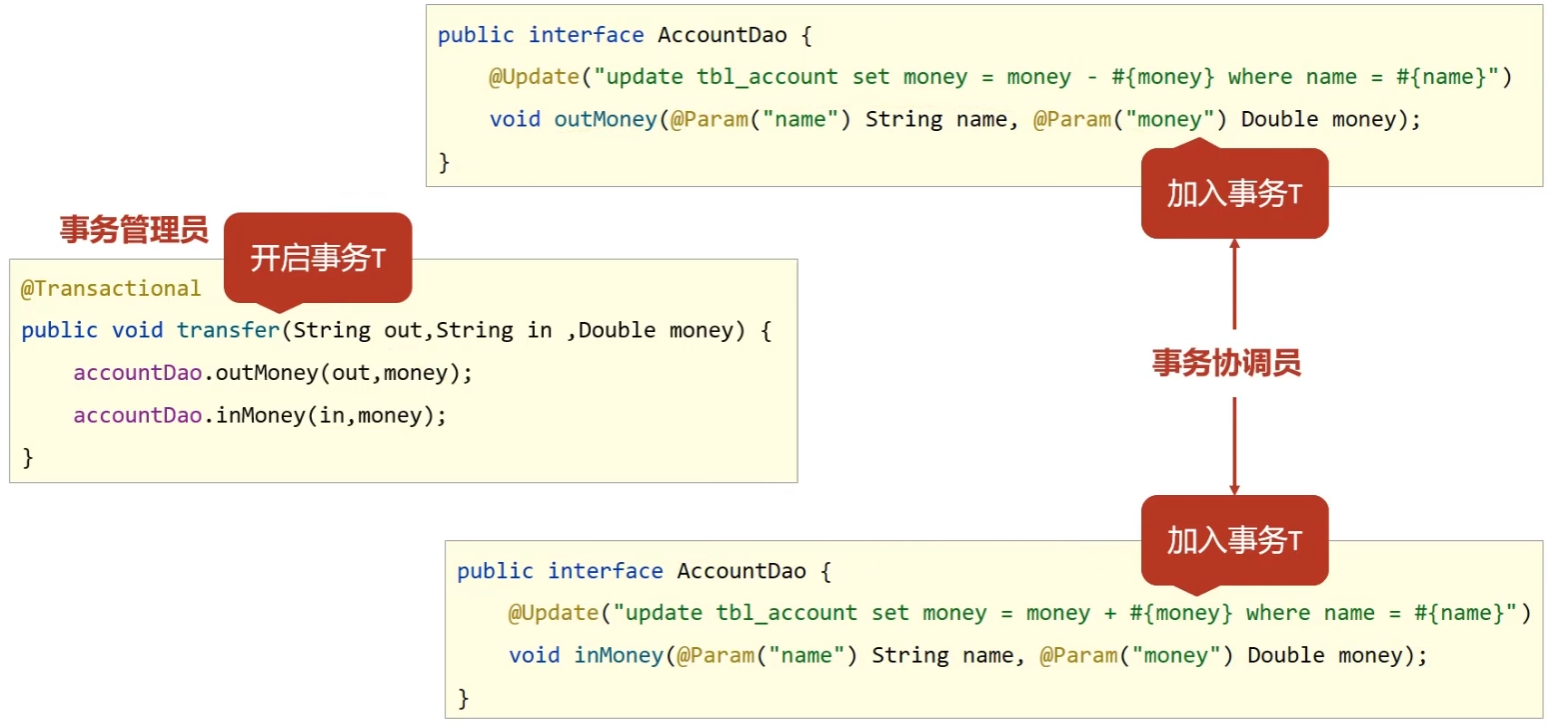 public interface AccountDao {
@Update("update tbl_account set money = money - #{money} where name = #{name}")
void outMoney(@Param("name") String name, @Param("money") Double money);
}
加入事务T
事务管理员
开启事务T
@Transactional
public void transfer(String out,String in ,Double money) {
accountDao.outMoney(out,money);
accountDao.inMoney(in,money);
}
事务协调员
加入事务T
public interface AccountDao {
@Update("update tbl_account set money = money + #{money} where name = #{name}")
void inMoney(@Param("name") String name, @Param("money") Double money);
}